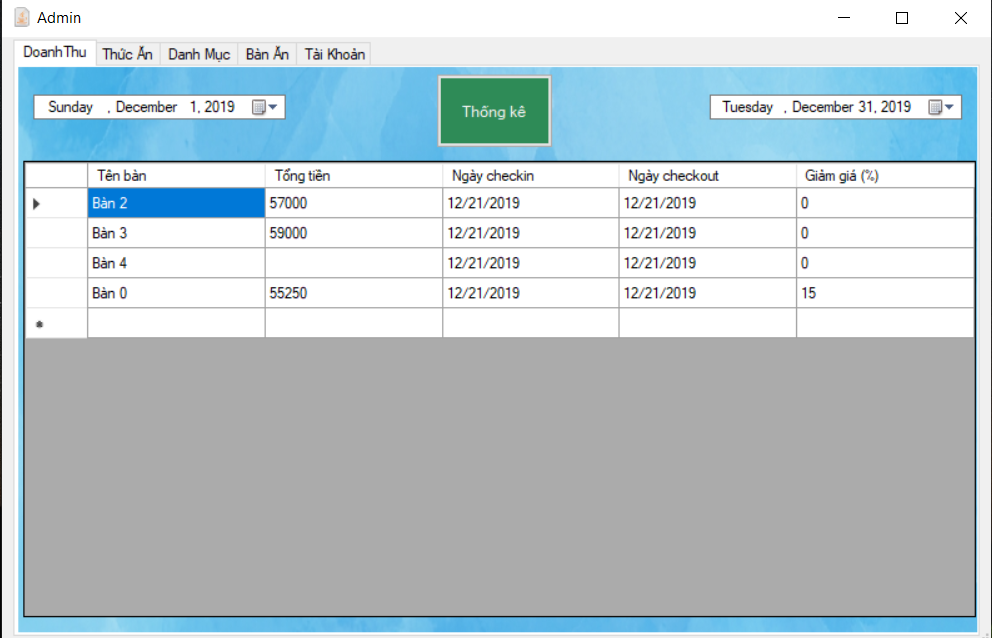 Admin
DoanhThu Thức Ăn Danh Mục Bàn Ăn Tài Khoản
Sunday , December 1, 2019 Thống kê Tuesday , December 31, 2019
Tên bàn Tổng tiền Ngày checkin Ngày checkout Giảm giá (%)
Bàn 2 57000 12/21/2019 12/21/2019 0
Bàn 3 59000 12/21/2019 12/21/2019 0
Bàn 4 12/21/2019 12/21/2019 0
Bàn 0 55250 12/21/2019 12/21/2019 15